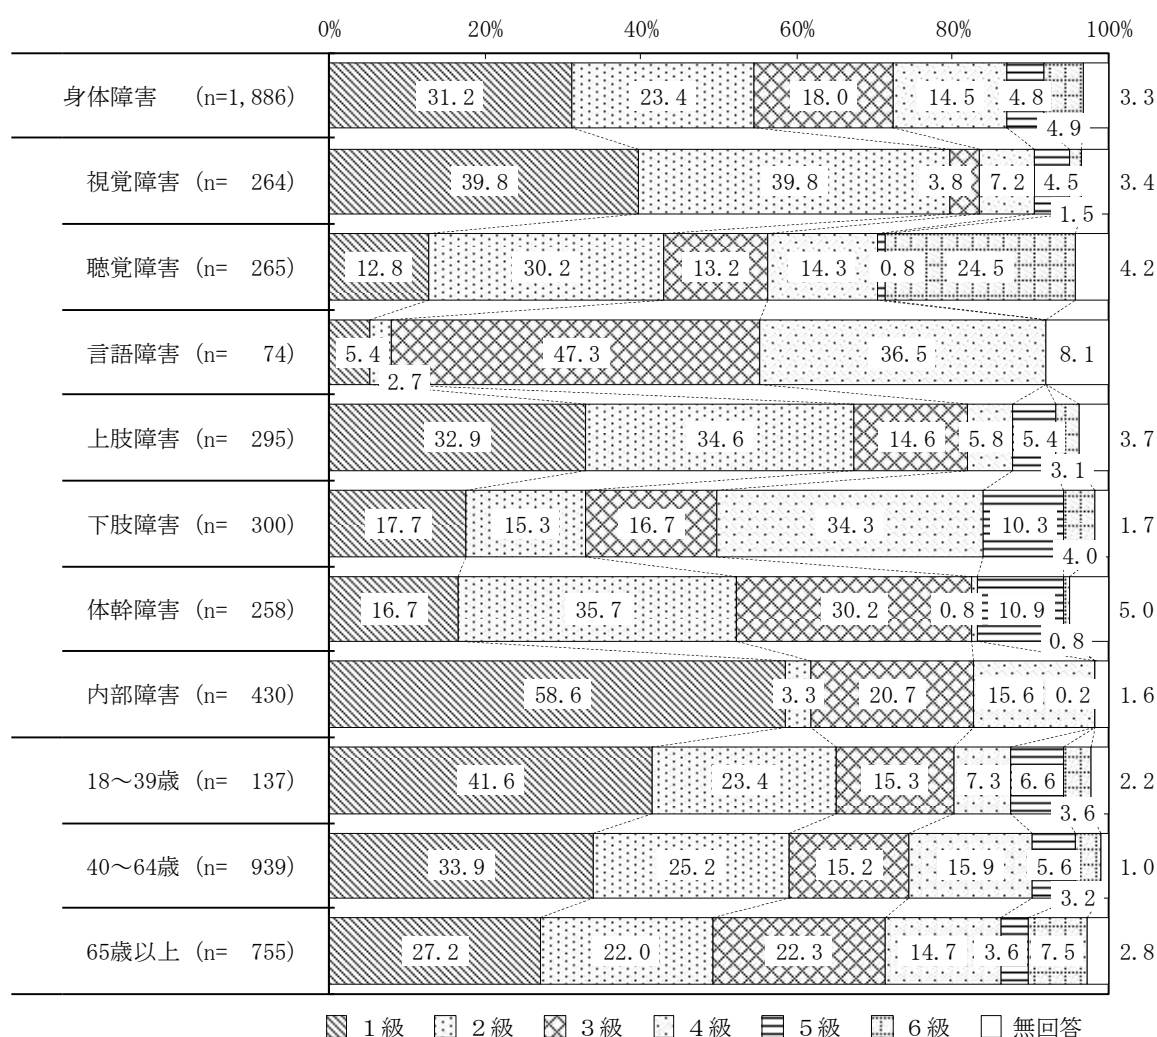 0% 20% 40% 60% 80% 100%
身体障害 (n=1,886) 31.2 23.4 18.0 14.5 4.8 4.9 3.3
視覚障害 (n= 264) 39.8 39.8 3.8 7.2 4.5 1.5 3.4
聴覚障害 (n= 265) 12.8 30.2 13.2 14.3 0.8 24.5 4.2
言語障害 (n= 74) 5.4 2.7 47.3 36.5 8.1
上肢障害 (n= 295) 32.9 34.6 14.6 5.8 5.4 3.1 3.7
下肢障害 (n= 300) 17.7 15.3 16.7 34.3 10.3 4.0 1.7
体幹障害 (n= 258) 16.7 35.7 30.2 0.8 10.9 0.8 5.0
内部障害 (n= 430) 58.6 3.3 20.7 15.6 0.2 1.6
18～39歳 (n= 137) 41.6 23.4 15.3 7.3 6.6 3.6 2.2
40～64歳 (n= 939) 33.9 25.2 15.2 15.9 5.6 3.2 1.0
65歳以上 (n= 755) 27.2 22.0 22.3 14.7 3.6 7.5 2.8
１級 ２級 ３級 ４級 ５級 ６級 無回答